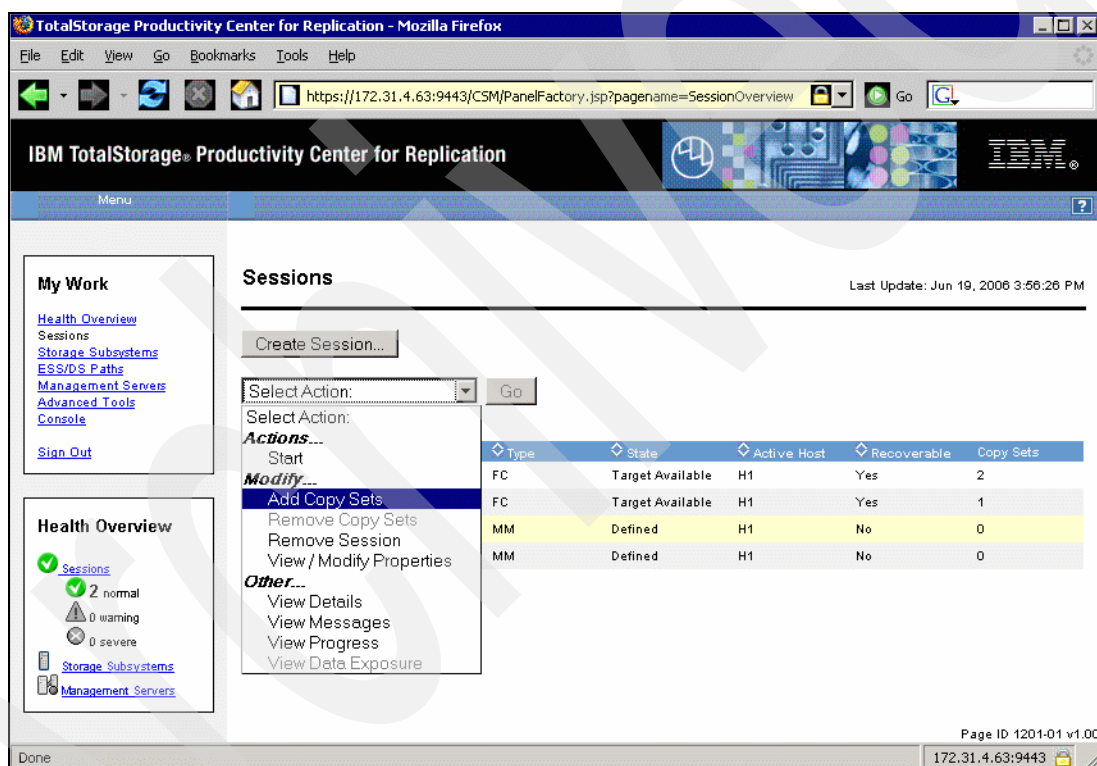 TotalStorage Productivity Center for Replication - Mozilla Firefox
File Edit View Go Bookmarks Tools Help
https://172.31.4.63:9443/CSM/PanelFactory.jsp?pagename=SessionOverview Go G
IBM TotalStorage® Productivity Center for Replication IBM®
Menu ?
My Work
Health Overview
Sessions
Storage Subsystems
ESS/DS Paths
Management Servers
Advanced Tools
Console
Sign Out
Health Overview
Sessions
2 normal
0 warning
0 severe
Storage Subsystems
Management Servers
Sessions
Last Update: Jun 19, 2006 3:56:26 PM
Create Session...
Select Action: Go
Select Action:
Actions...
Start
Modify...
Add Copy Sets
Remove Copy Sets
Remove Session
View / Modify Properties
Other...
View Details
View Messages
View Progress
View Data Exposure
Type State Active Host Recoverable Copy Sets
FC Target Available H1 Yes 2
FC Target Available H1 Yes 1
MM Defined H1 No 0
MM Defined H1 No 0
Page ID 1201-01 v1.00
Done 172.31.4.63:9443